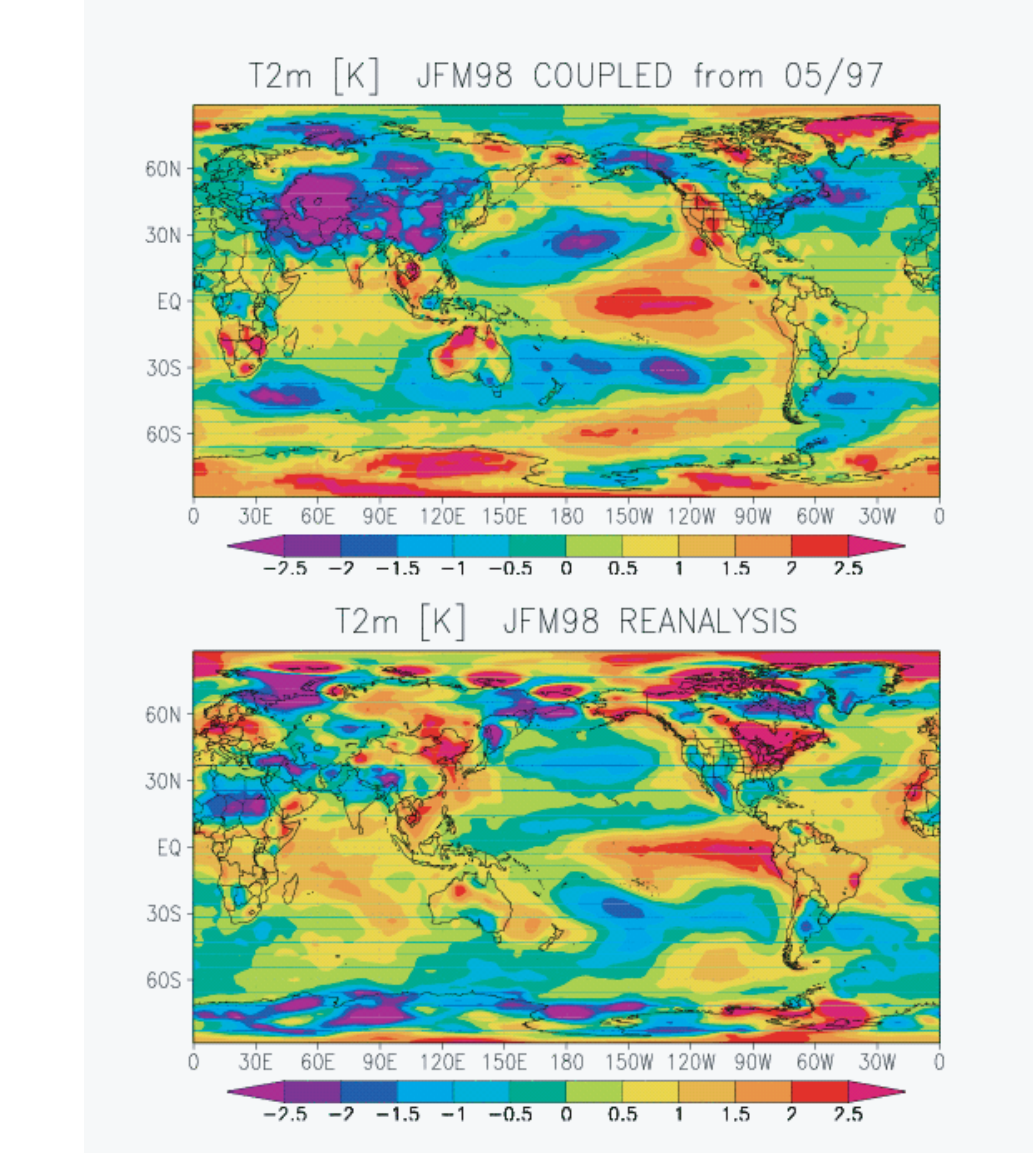 T2m [K] JFM98 COUPLED from 05/97
60N
30N
EQ
30S
60S
0 30E 60E 90E 120E 150E 180 150W 120W 90W 60W 30W 0
−2.5 −2 −1.5 −1 −0.5 0 0.5 1 1.5 2 2.5
T2m [K] JFM98 REANALYSIS
60N
30N
EQ
30S
60S
0 30E 60E 90E 120E 150E 180 150W 120W 90W 60W 30W 0
−2.5 −2 −1.5 −1 −0.5 0 0.5 1 1.5 2 2.5